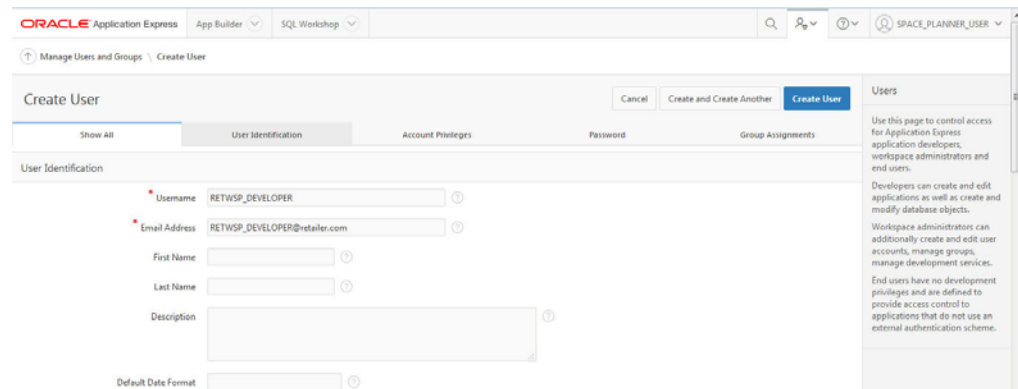 ORACLE Application Express App Builder SQL Workshop SPACE_PLANNER_USER
Manage Users and Groups \ Create User
Create User
Cancel
Create and Create Another
Create User
Show All
User Identification
Account Privileges
Password
Group Assignments
User Identification
* Username RETWSP_DEVELOPER
* Email Address RETWSP_DEVELOPER@retailer.com
First Name
Last Name
Description
Default Date Format
Users
Use this page to control access
for Application Express
application developers,
workspace administrators and
end users.
Developers can create and edit
applications as well as create and
modify database objects.
Workspace administrators can
additionally create and edit user
accounts, manage groups,
manage development services.
End users have no development
privileges and are defined to
provide access control to
applications that do not use an
external authentication scheme.